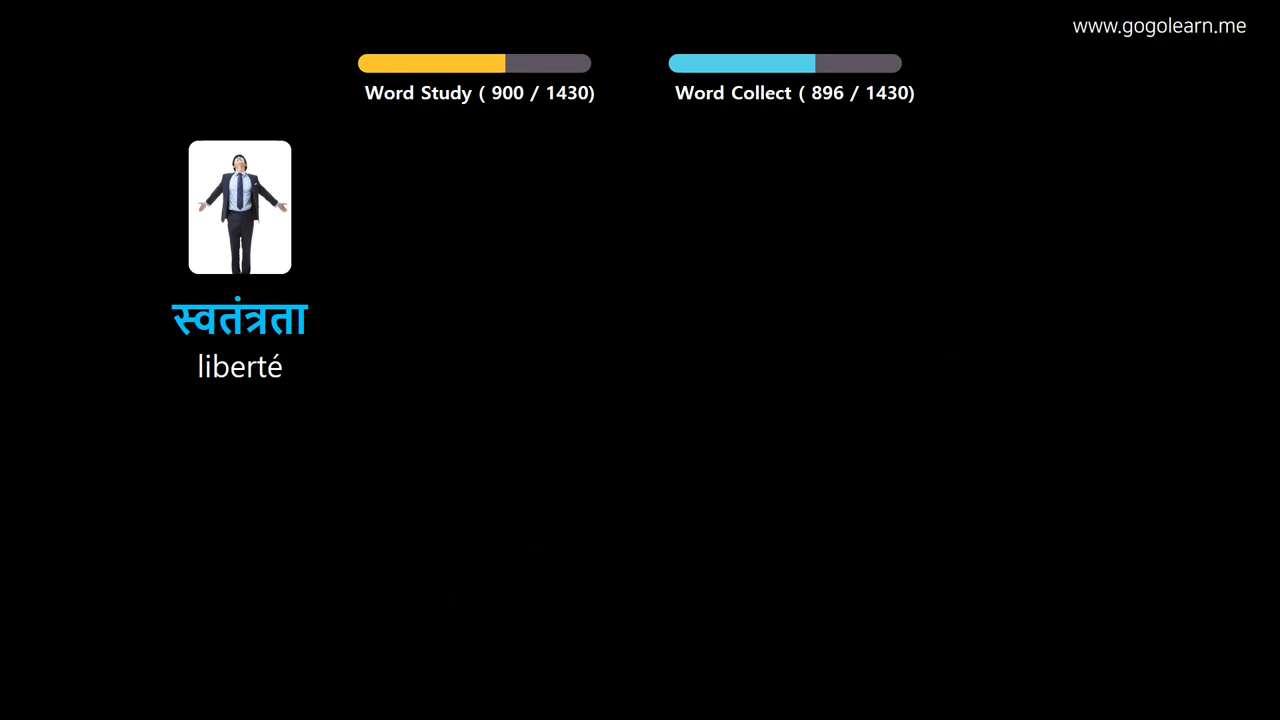 www.gogolearn.me
Word Study ( 900 / 1430)
Word Collect ( 896 / 1430)
स्वतंत्रता
liberté